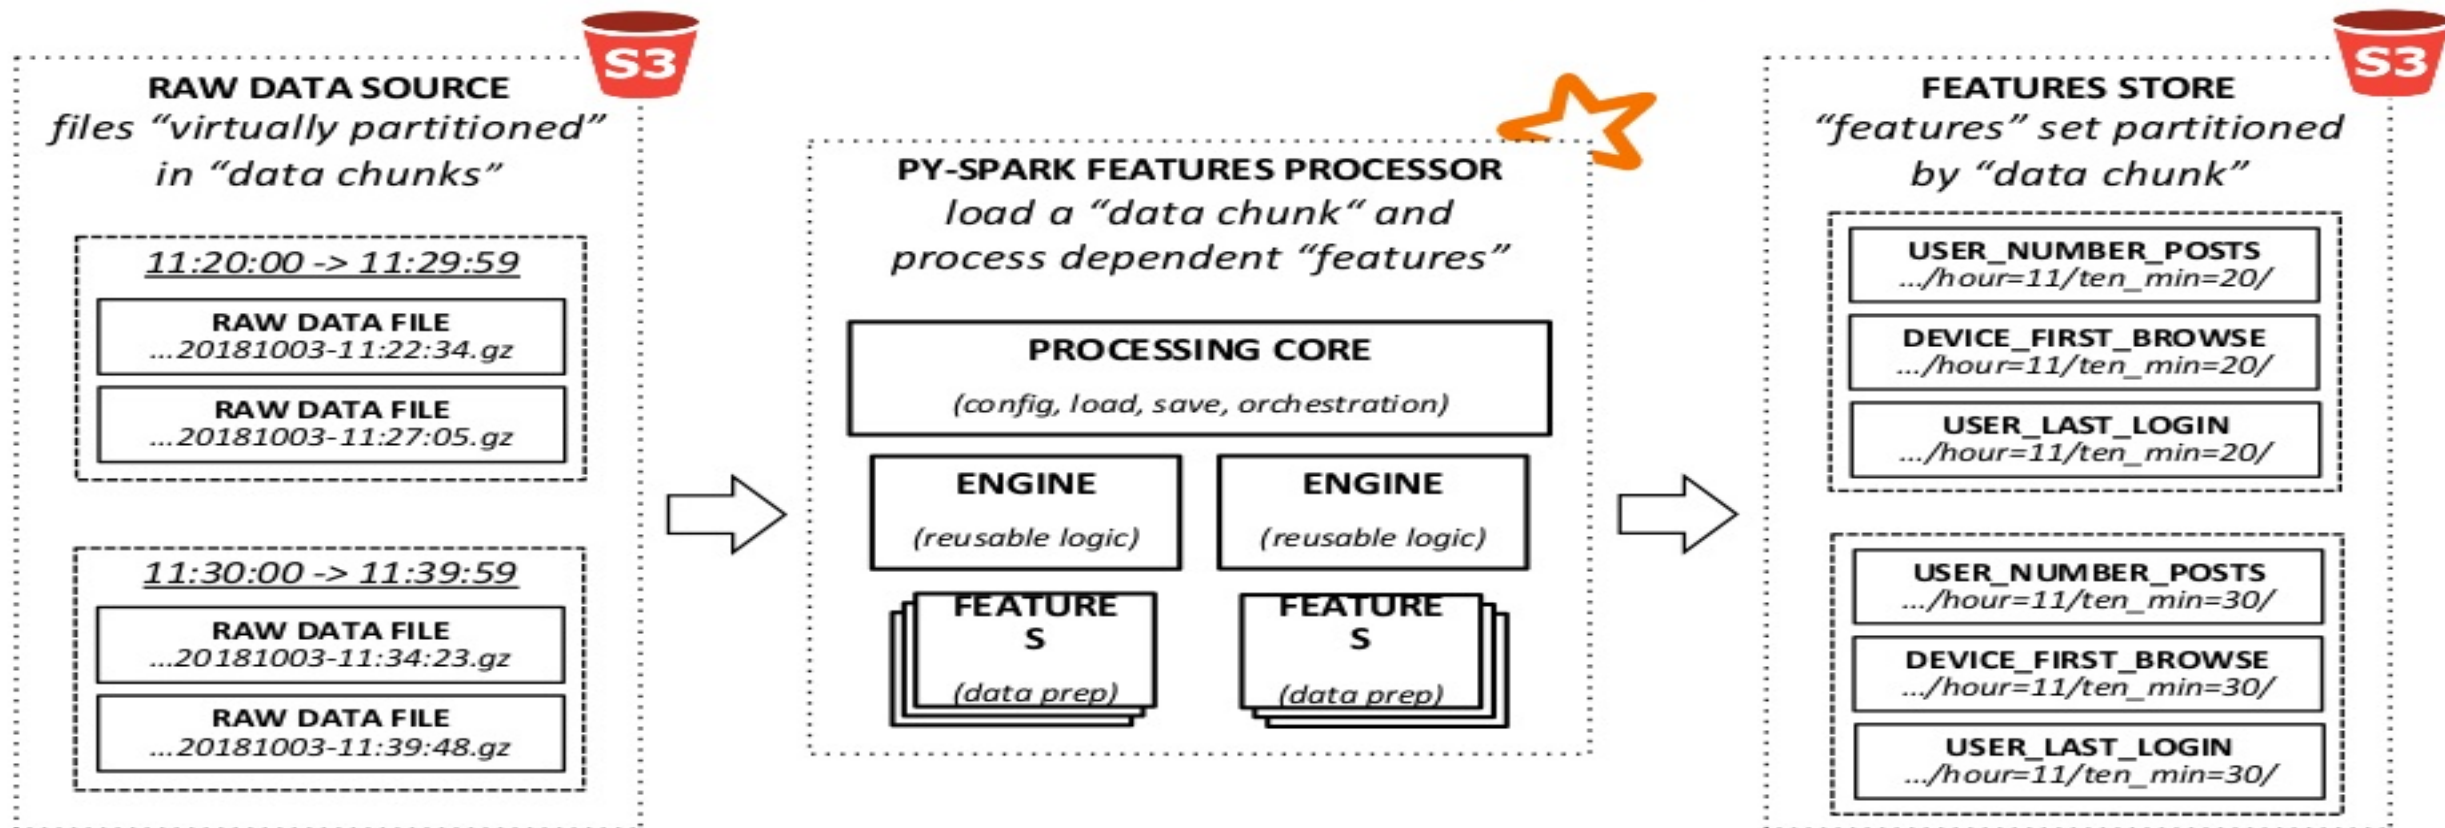 S3
RAW DATA SOURCE
files “virtually partitioned”
in “data chunks”
11:20:00 -> 11:29:59
RAW DATA FILE
...20181003-11:22:34.gz
RAW DATA FILE
...20181003-11:27:05.gz
11:30:00 -> 11:39:59
RAW DATA FILE
...20181003-11:34:23.gz
RAW DATA FILE
...20181003-11:39:48.gz
PY-SPARK FEATURES PROCESSOR
load a “data chunk“ and
process dependent “features”
PROCESSING CORE
(config, load, save, orchestration)
ENGINE
(reusable logic)
ENGINE
(reusable logic)
FEATURE
S
(data prep)
FEATURE
S
(data prep)
S3
FEATURES STORE
“features” set partitioned
by “data chunk”
USER_NUMBER_POSTS
.../hour=11/ten_min=20/
DEVICE_FIRST_BROWSE
.../hour=11/ten_min=20/
USER_LAST_LOGIN
.../hour=11/ten_min=20/
USER_NUMBER_POSTS
.../hour=11/ten_min=30/
DEVICE_FIRST_BROWSE
.../hour=11/ten_min=30/
USER_LAST_LOGIN
.../hour=11/ten_min=30/